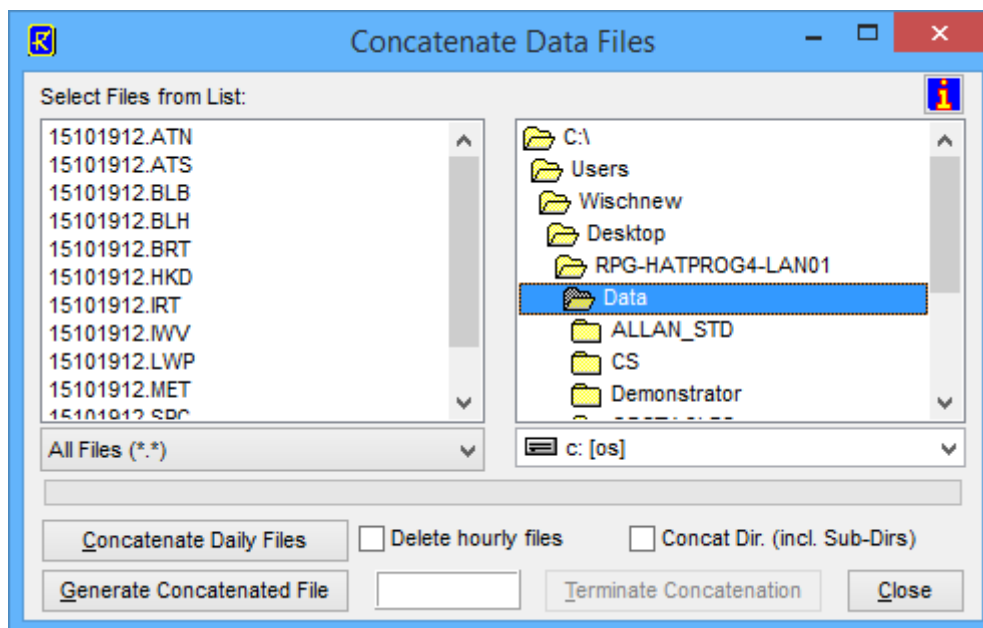 Concatenate Data Files
Select Files from List:
15101912.ATN
15101912.ATS
15101912.BLB
15101912.BLH
15101912.BRT
15101912.HKD
15101912.IRT
15101912.IWV
15101912.LWP
15101912.MET
15101912.SPC
All Files (*.*)
C:\
Users
Wischnew
Desktop
RPG-HATPROG4-LAN01
Data
ALLAN_STD
CS
Demonstrator
c: [os]
Concatenate Daily Files
Delete hourly files
Concat Dir. (incl. Sub-Dirs)
Generate Concatenated File
Terminate Concatenation
Close